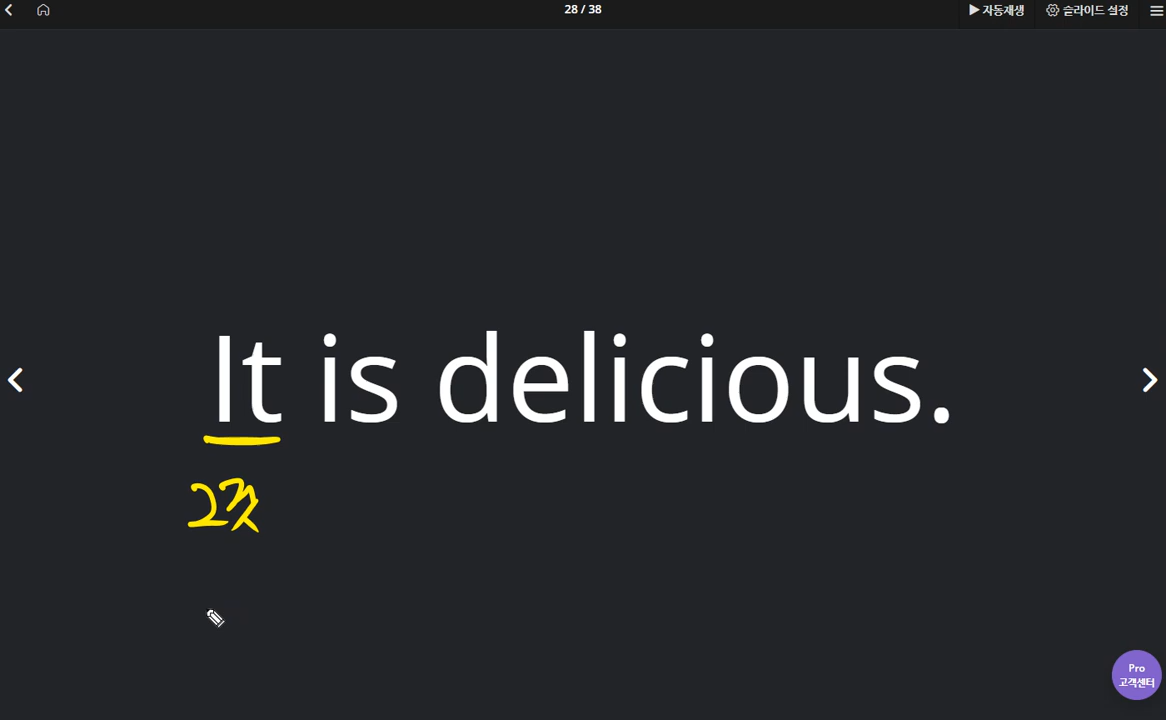 28 / 38
▶ 자동재생
슬라이드 설정
It is delicious.
그것
Pro
고객센터